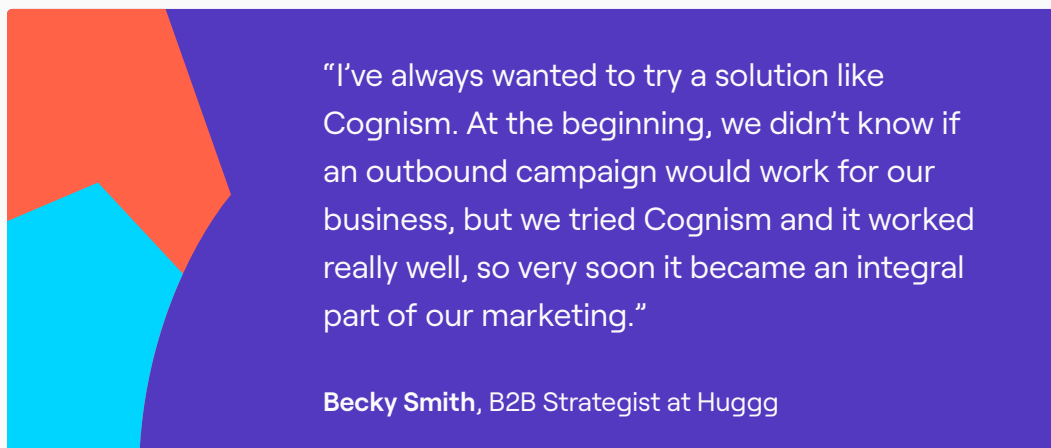 “I’ve always wanted to try a solution like
Cognism. At the beginning, we didn’t know if
an outbound campaign would work for our
business, but we tried Cognism and it worked
really well, so very soon it became an integral
part of our marketing.”
Becky Smith, B2B Strategist at Huggg